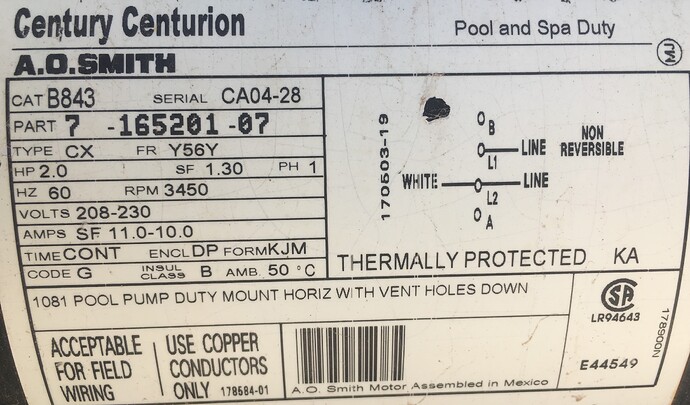 Century Centurion
Pool and Spa Duty
MJ
A.O.SMITH
CAT B843 SERIAL CA04-28
PART 7 -165201 -07
TYPE CX FR Y56Y
HP 2.0 SF 1.30 PH 1
HZ 60 RPM 3450
VOLTS 208-230
AMPS SF 11.0-10.0
TIME CONT ENCL DP FORM KJM
CODE G INSUL CLASS B AMB. 50 °C
170503-19
B
L1 LINE
WHITE LINE
L2
A
NON
REVERSIBLE
THERMALLY PROTECTED KA
1081 POOL PUMP DUTY MOUNT HORIZ WITH VENT HOLES DOWN
ACCEPTABLE
FOR FIELD
WIRING
USE COPPER
CONDUCTORS
ONLY 178584-01
A.O. Smith Motor Assembled in Mexico
SA
LR94643
E44549
178900N